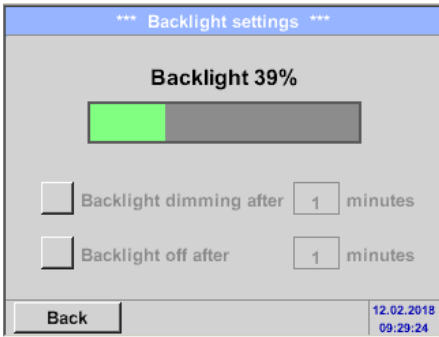 *** Backlight settings ***
Backlight 39%
Backlight dimming after 1 minutes
Backlight off after 1 minutes
Back
12.02.2018
09:29:24